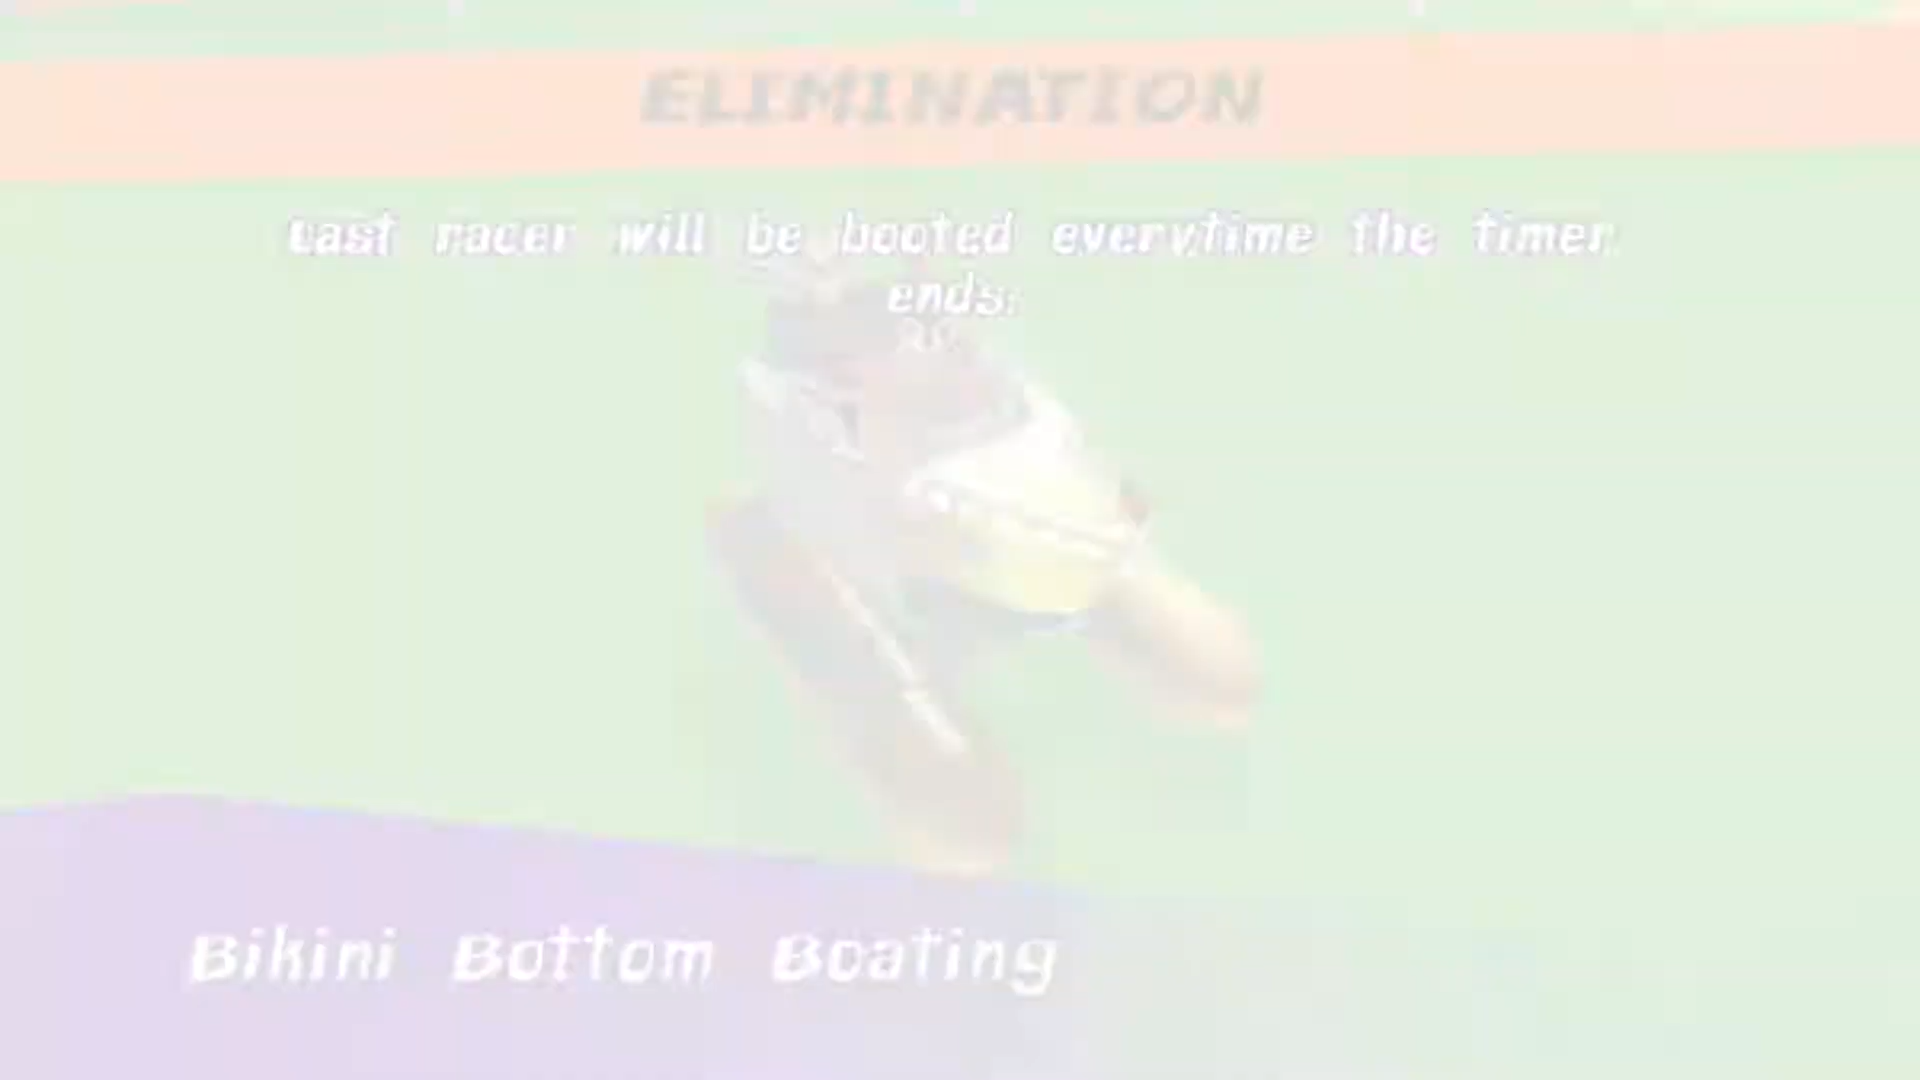 ELIMINATION
Last racer will be booted everytime the timer
ends.
Bikini Bottom Boating